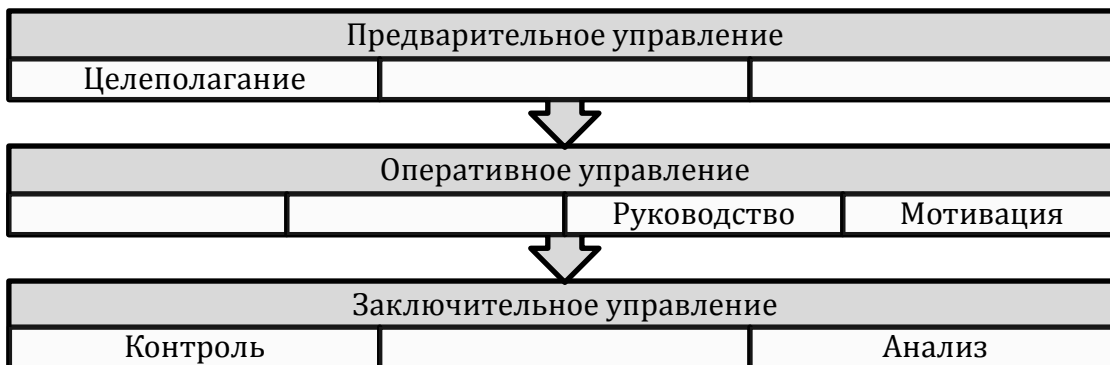 Предварительное управление
Целеполагание
Оперативное управление
Руководство Мотивация
Заключительное управление
Контроль Анализ